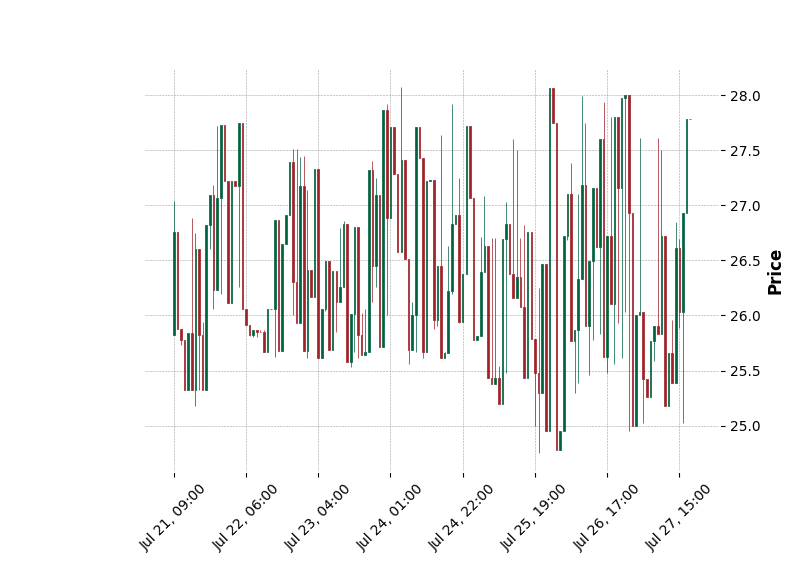 28.0
27.5
27.0
26.5
26.0
25.5
25.0
Price
Jul 21, 09:00
Jul 22, 06:00
Jul 23, 04:00
Jul 24, 01:00
Jul 24, 22:00
Jul 25, 19:00
Jul 26, 17:00
Jul 27, 15:00